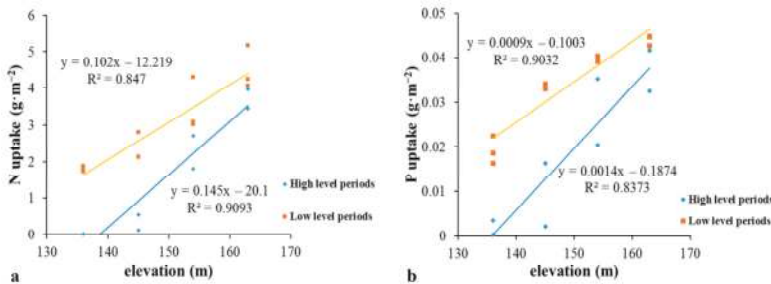 6
5
4
3
2
1
0
N uptake (g·m⁻²)
y = 0.102x − 12.219
R² = 0.847
y = 0.145x − 20.1
R² = 0.9093
High level periods
Low level periods
130 140 150 160 170
elevation (m)
a
0.05
0.04
0.03
0.02
0.01
0
P uptake (g·m⁻²)
y = 0.0009x − 0.1003
R² = 0.9032
y = 0.0014x − 0.1874
R² = 0.8373
High level periods
Low level periods
130 140 150 160 170
elevation (m)
b